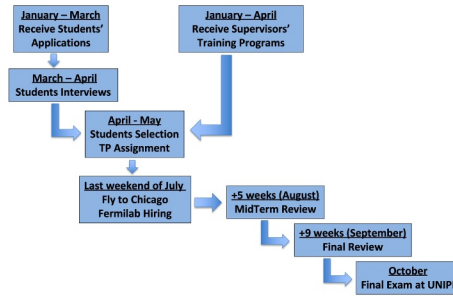 January – March
Receive Students'
Applications
January – April
Receive Supervisors'
Training Programs
March – April
Students Interviews
April - May
Students Selection
TP Assignment
Last weekend of July
Fly to Chicago
Fermilab Hiring
+5 weeks (August)
MidTerm Review
+9 weeks (September)
Final Review
October
Final Exam at UNIPI